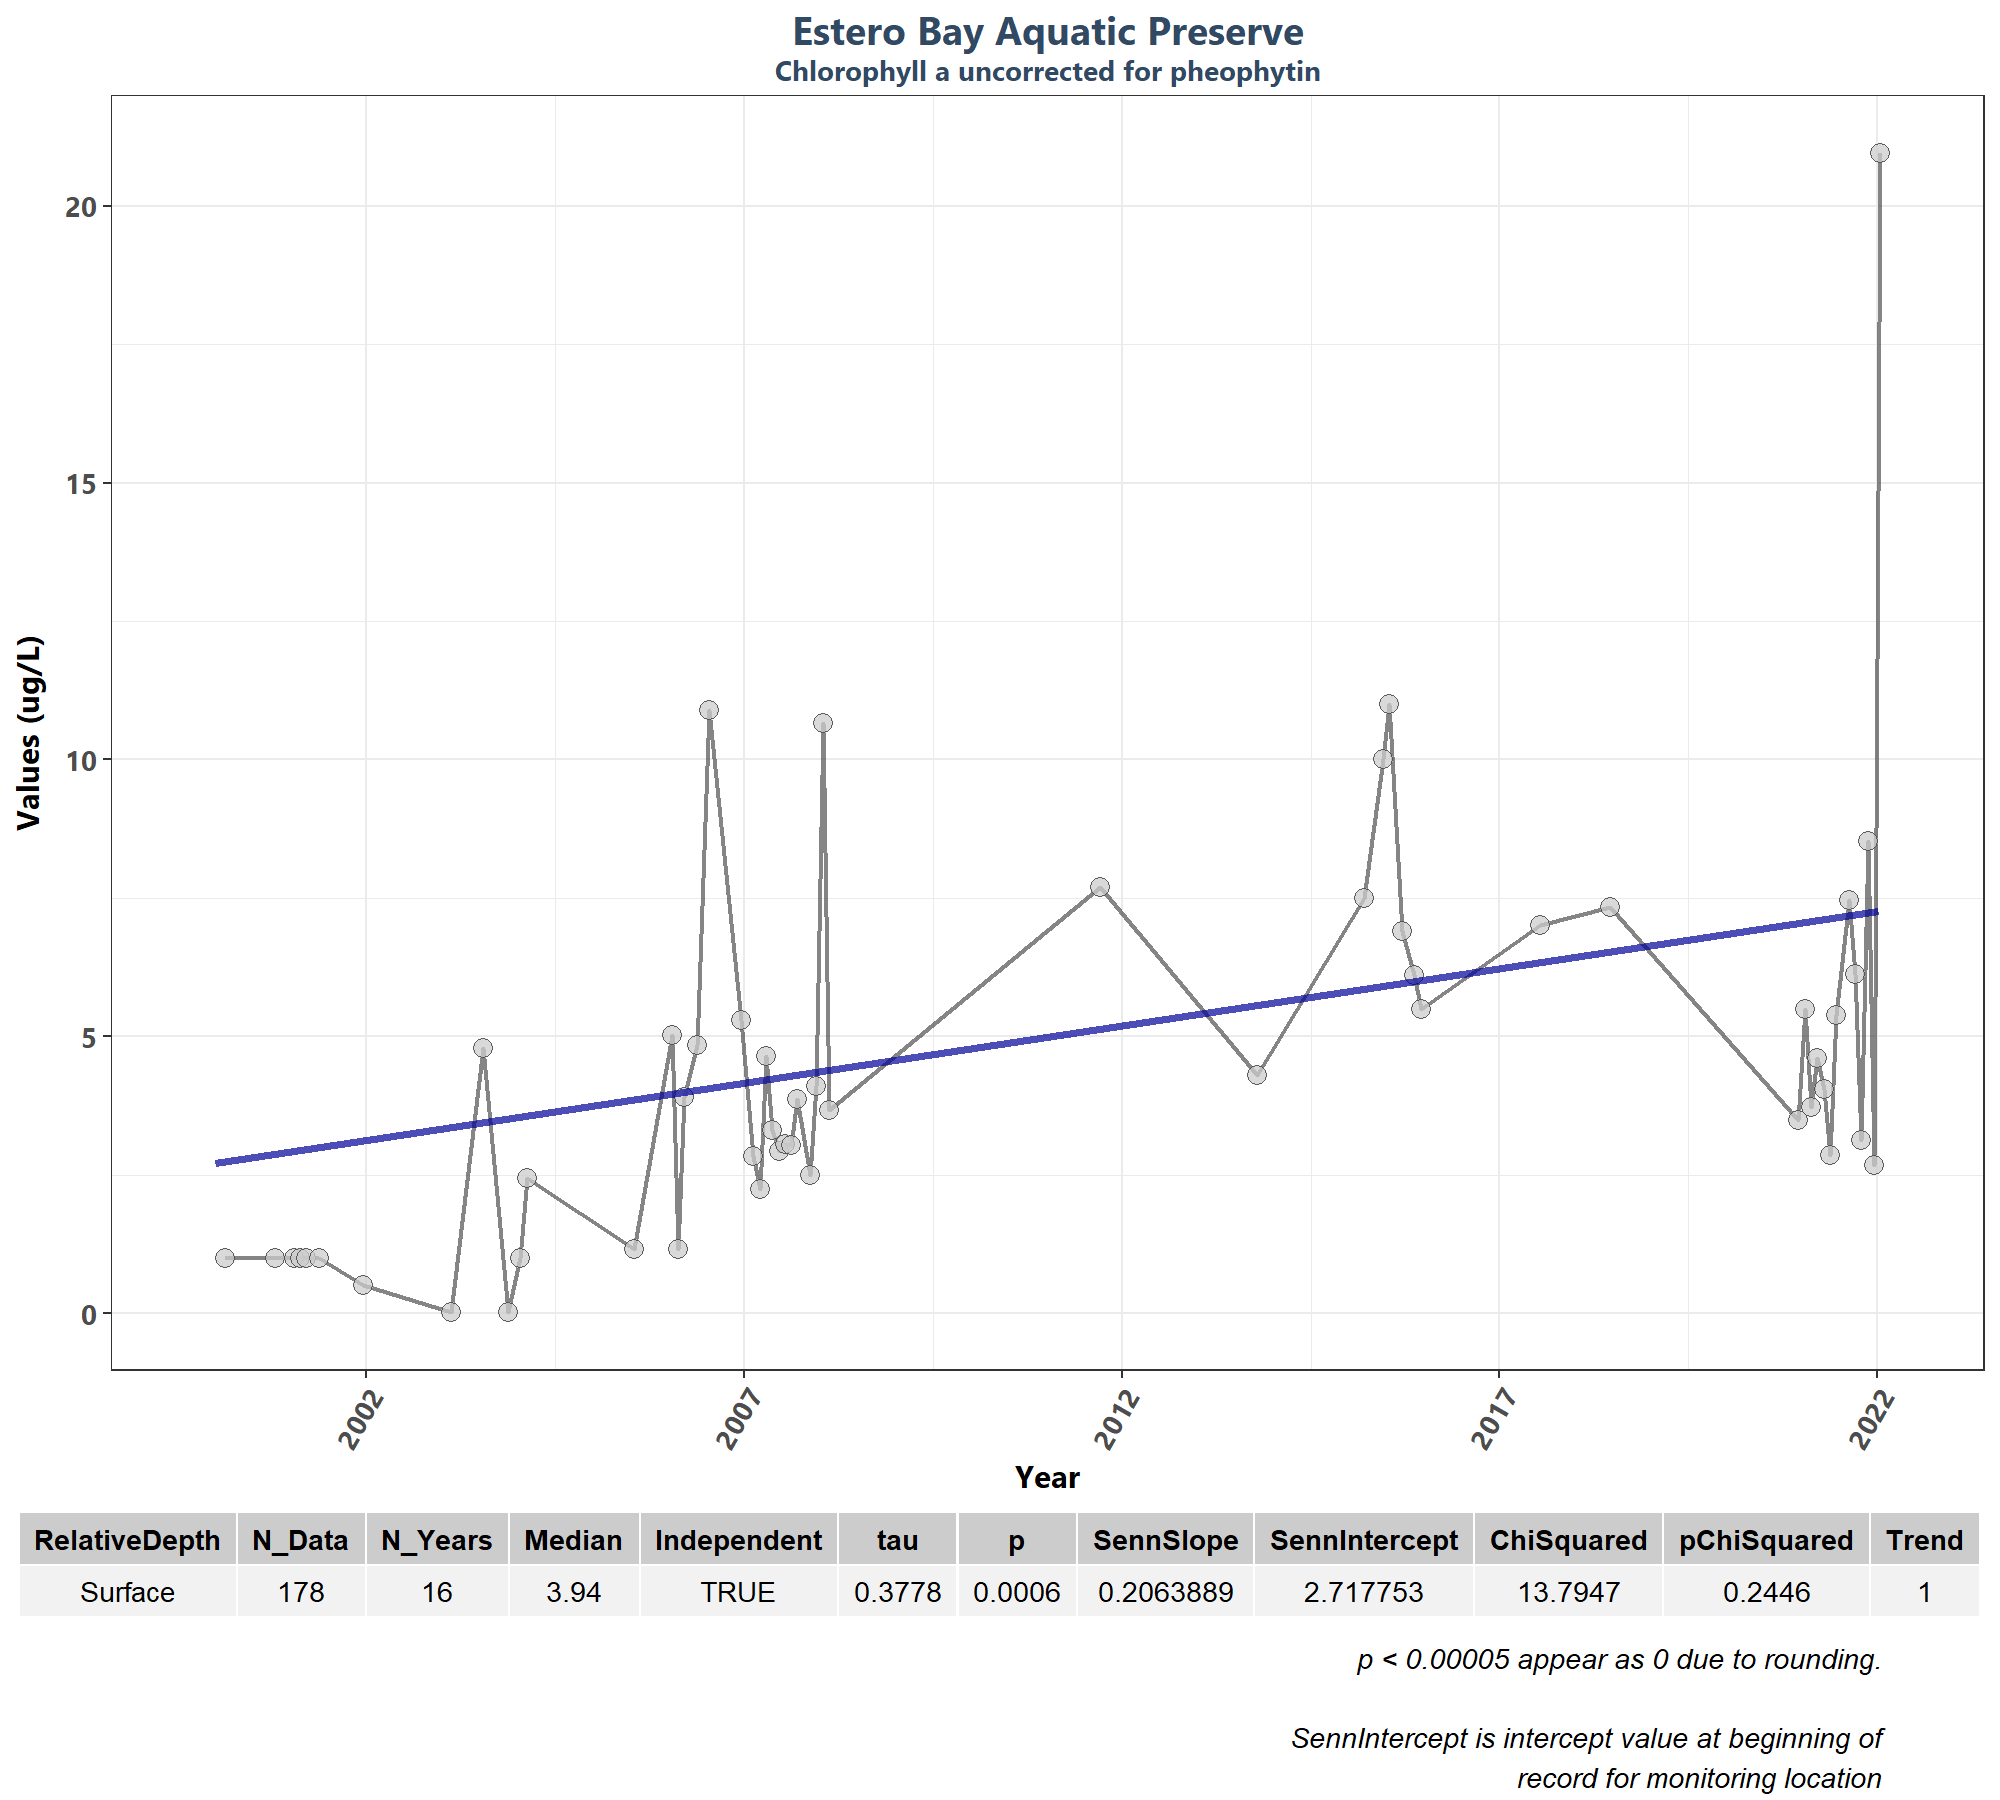 Estero Bay Aquatic Preserve
Chlorophyll a uncorrected for pheophytin
Values (ug/L)
20
15
10
5
0
2002 2007 2012 2017 2022
Year
RelativeDepth N_Data N_Years Median Independent tau p SennSlope SennIntercept ChiSquared pChiSquared Trend
Surface 178 16 3.94 TRUE 0.3778 0.0006 0.2063889 2.717753 13.7947 0.2446 1
p < 0.00005 appear as 0 due to rounding.
SennIntercept is intercept value at beginning of
record for monitoring location